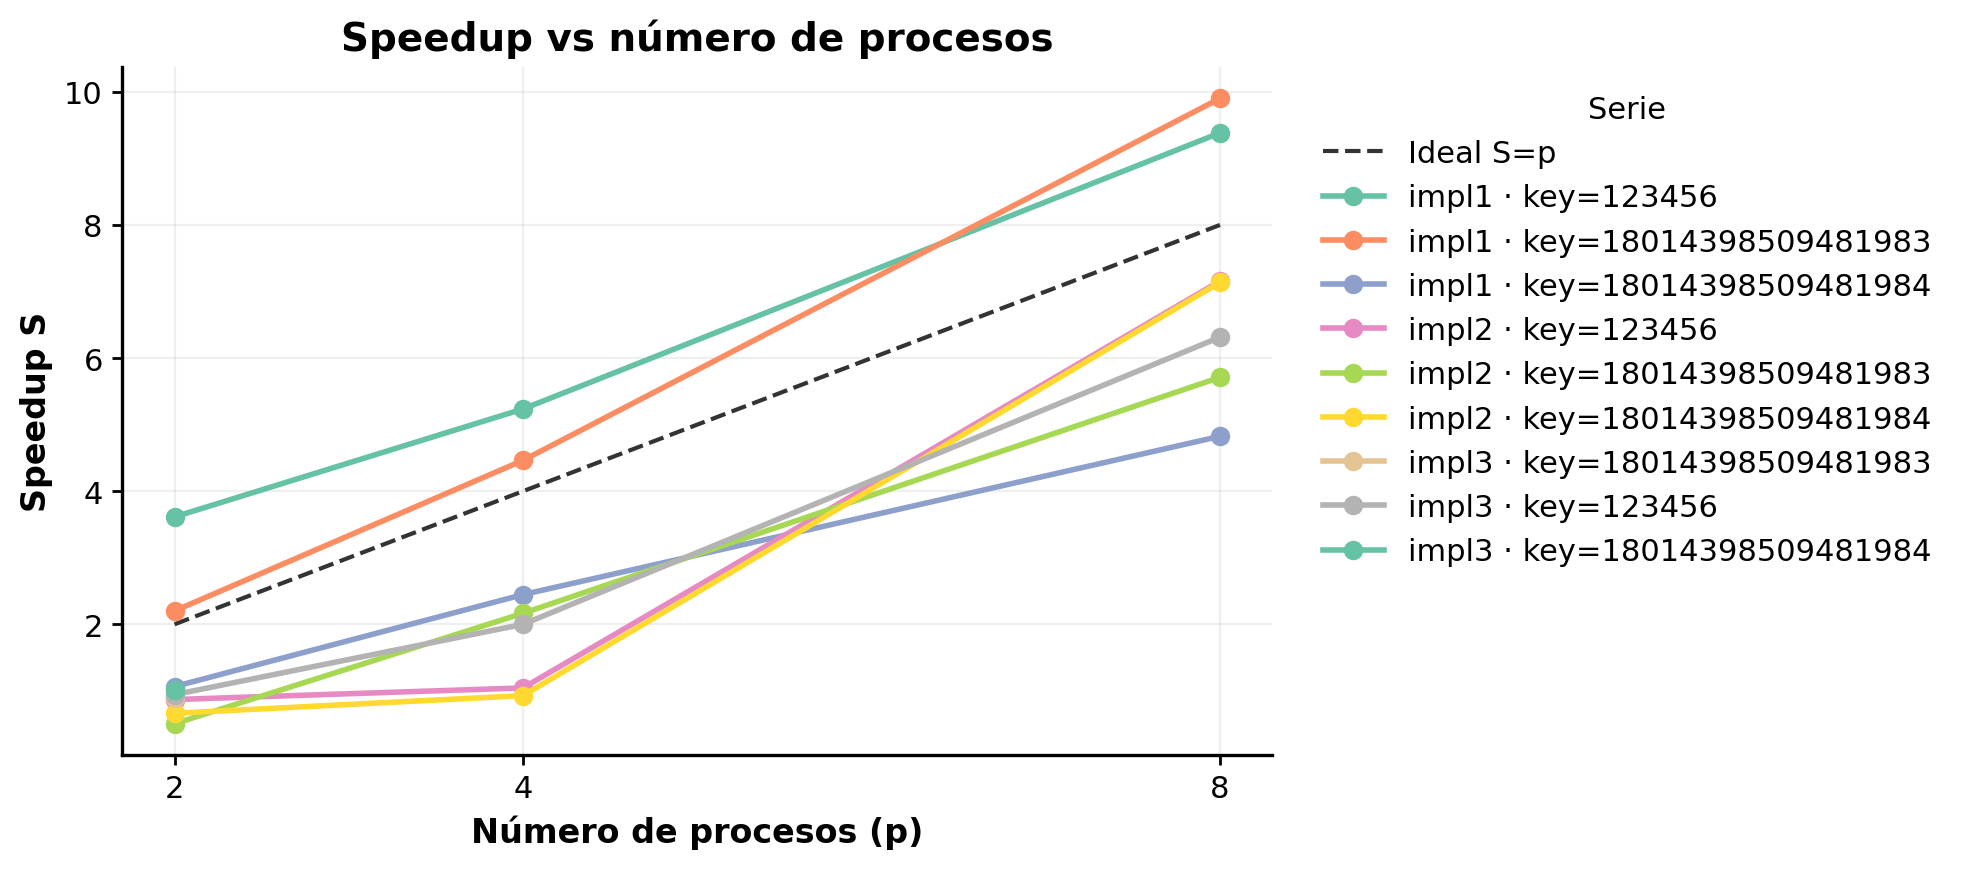 Speedup vs número de procesos
10
8
6
4
2
Speedup S
2 4 8
Número de procesos (p)
Serie
Ideal S=p
impl1 · key=123456
impl1 · key=18014398509481983
impl1 · key=18014398509481984
impl2 · key=123456
impl2 · key=18014398509481983
impl2 · key=18014398509481984
impl3 · key=18014398509481983
impl3 · key=123456
impl3 · key=18014398509481984